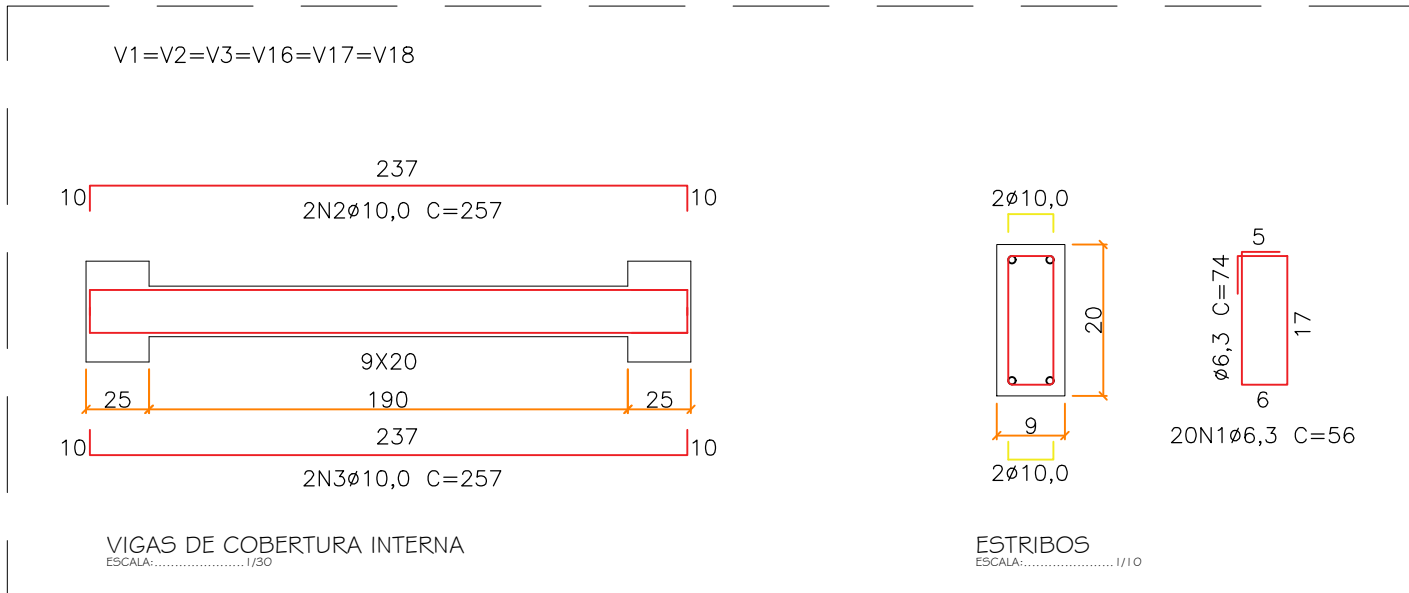 V1=V2=V3=V16=V17=V18
237
10
10
2N2ø10,0 C=257
9X20
25
190
25
237
10
10
2N3ø10,0 C=257
VIGAS DE COBERTURA INTERNA
ESCALA:......................1/30
2ø10,0
20
9
2ø10,0
5
ø6,3 C=74
17
6
20N1ø6,3 C=56
ESTRIBOS
ESCALA:......................1/10